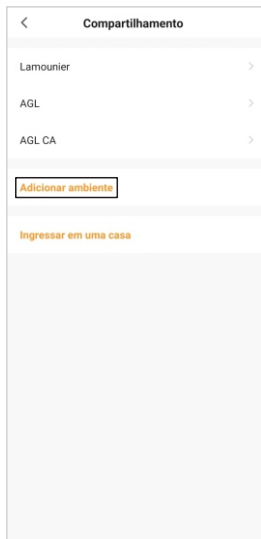 Compartilhamento
Lamounier
AGL
AGL CA
Adicionar ambiente
Ingressar em uma casa